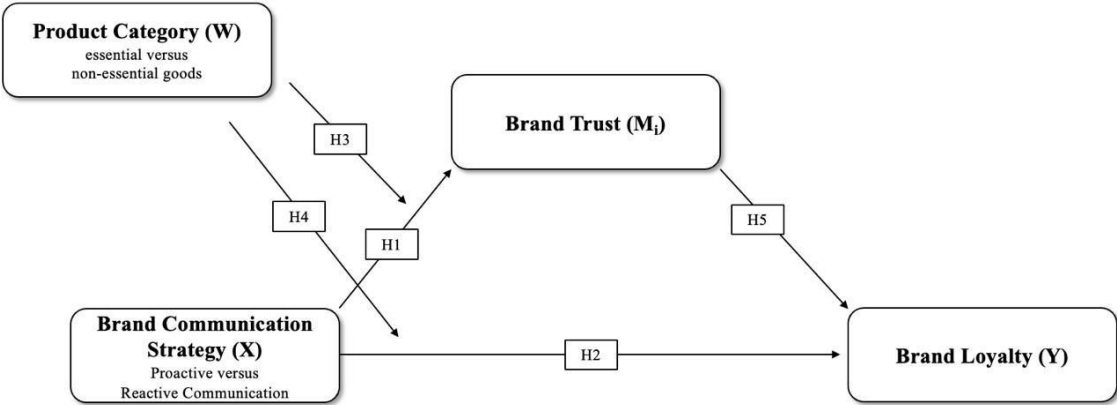 Product Category (W)
essential versus
non-essential goods
Brand Trust (Mi)
H3
H4
H1
H5
Brand Communication
Strategy (X)
Proactive versus
Reactive Communication
H2
Brand Loyalty (Y)